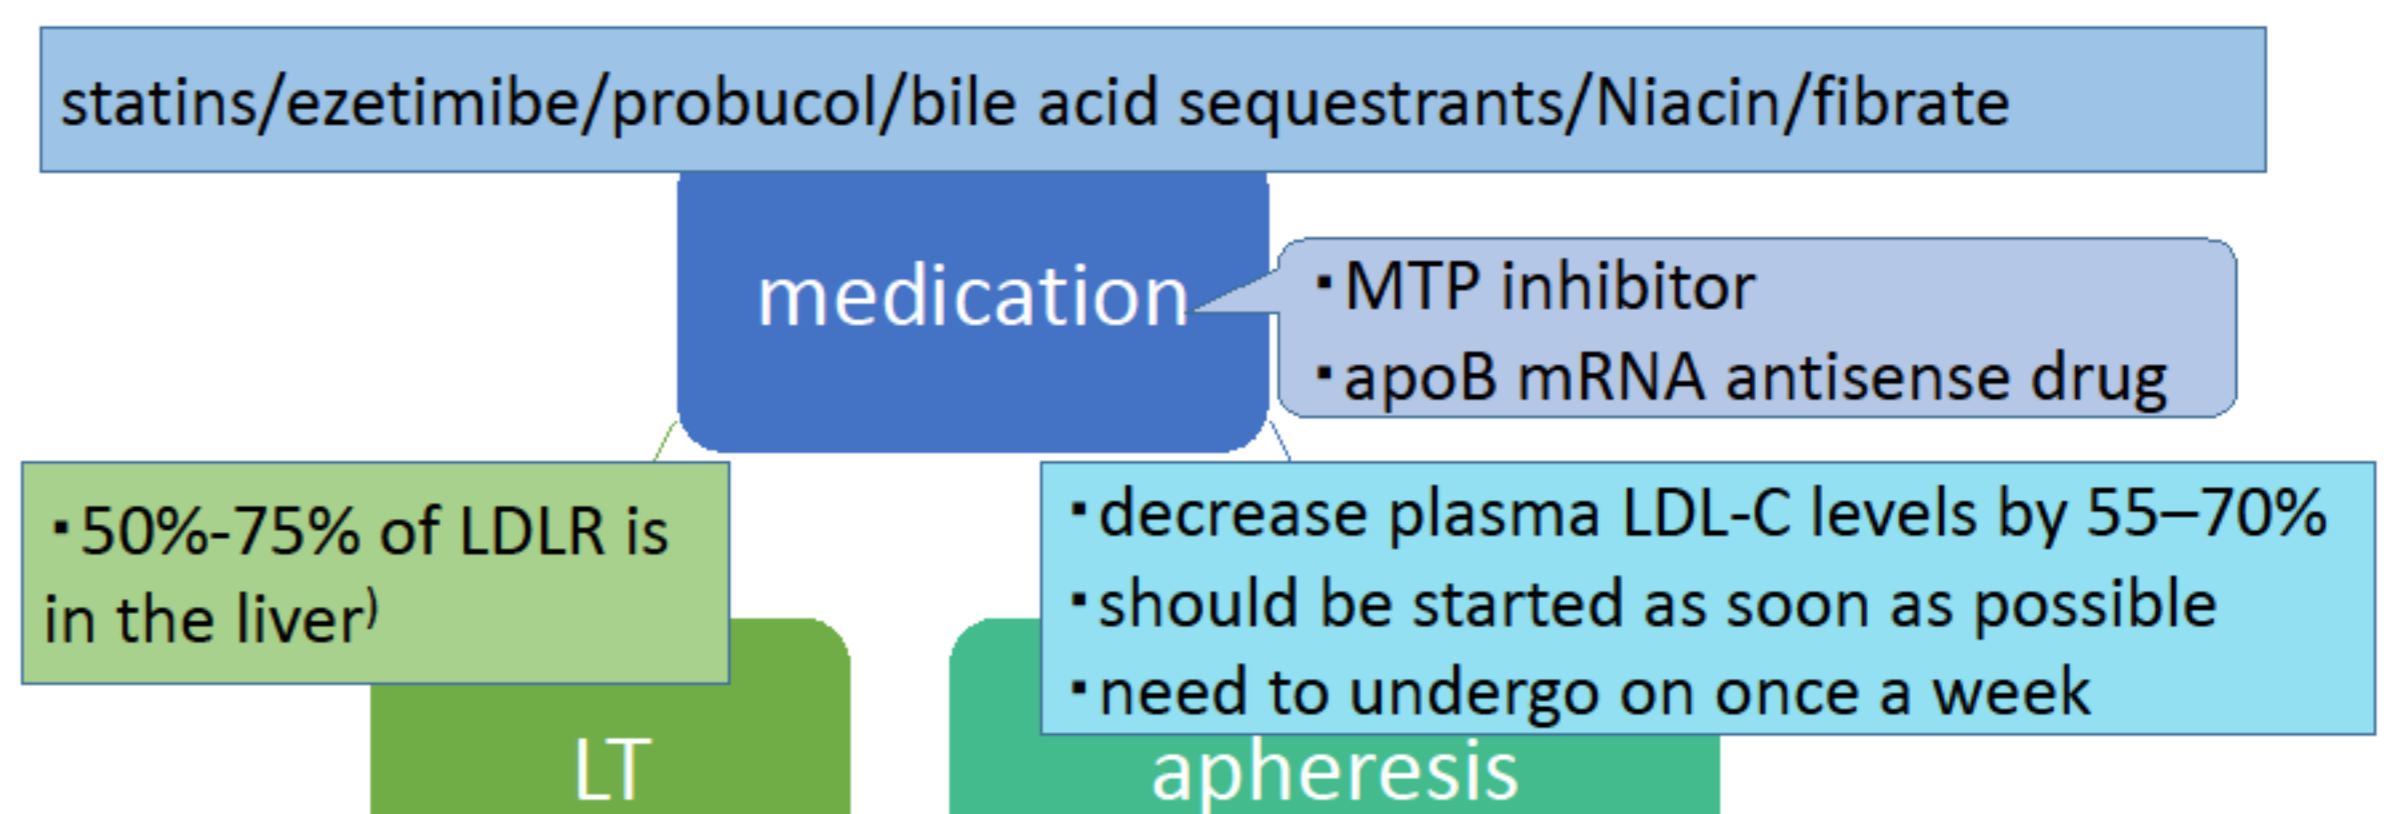 statins/ezetimibe/probucol/bile acid sequestrants/Niacin/fibrate
medication
▪MTP inhibitor
▪apoB mRNA antisense drug
▪50%-75% of LDLR is
in the liver)
▪decrease plasma LDL-C levels by 55–70%
▪should be started as soon as possible
▪need to undergo on once a week
LT
apheresis